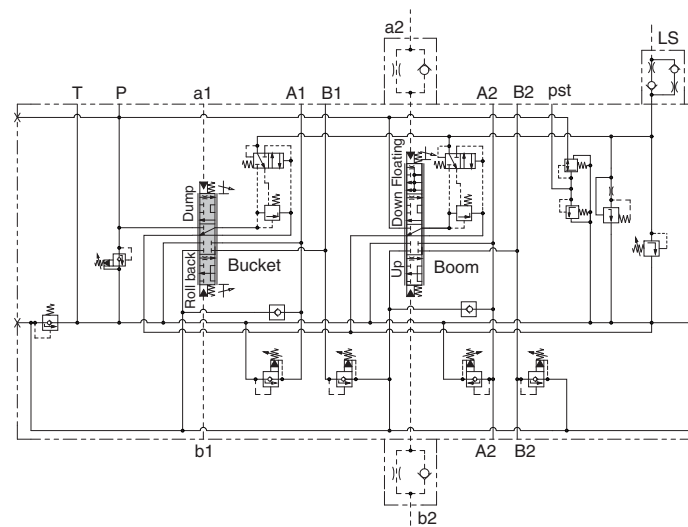 a2
LS
T P a1 A1 B1 A2 B2 pst
Dump
Roll back
Bucket
Down Floating
Up
Boom
b1 A2 B2
b2